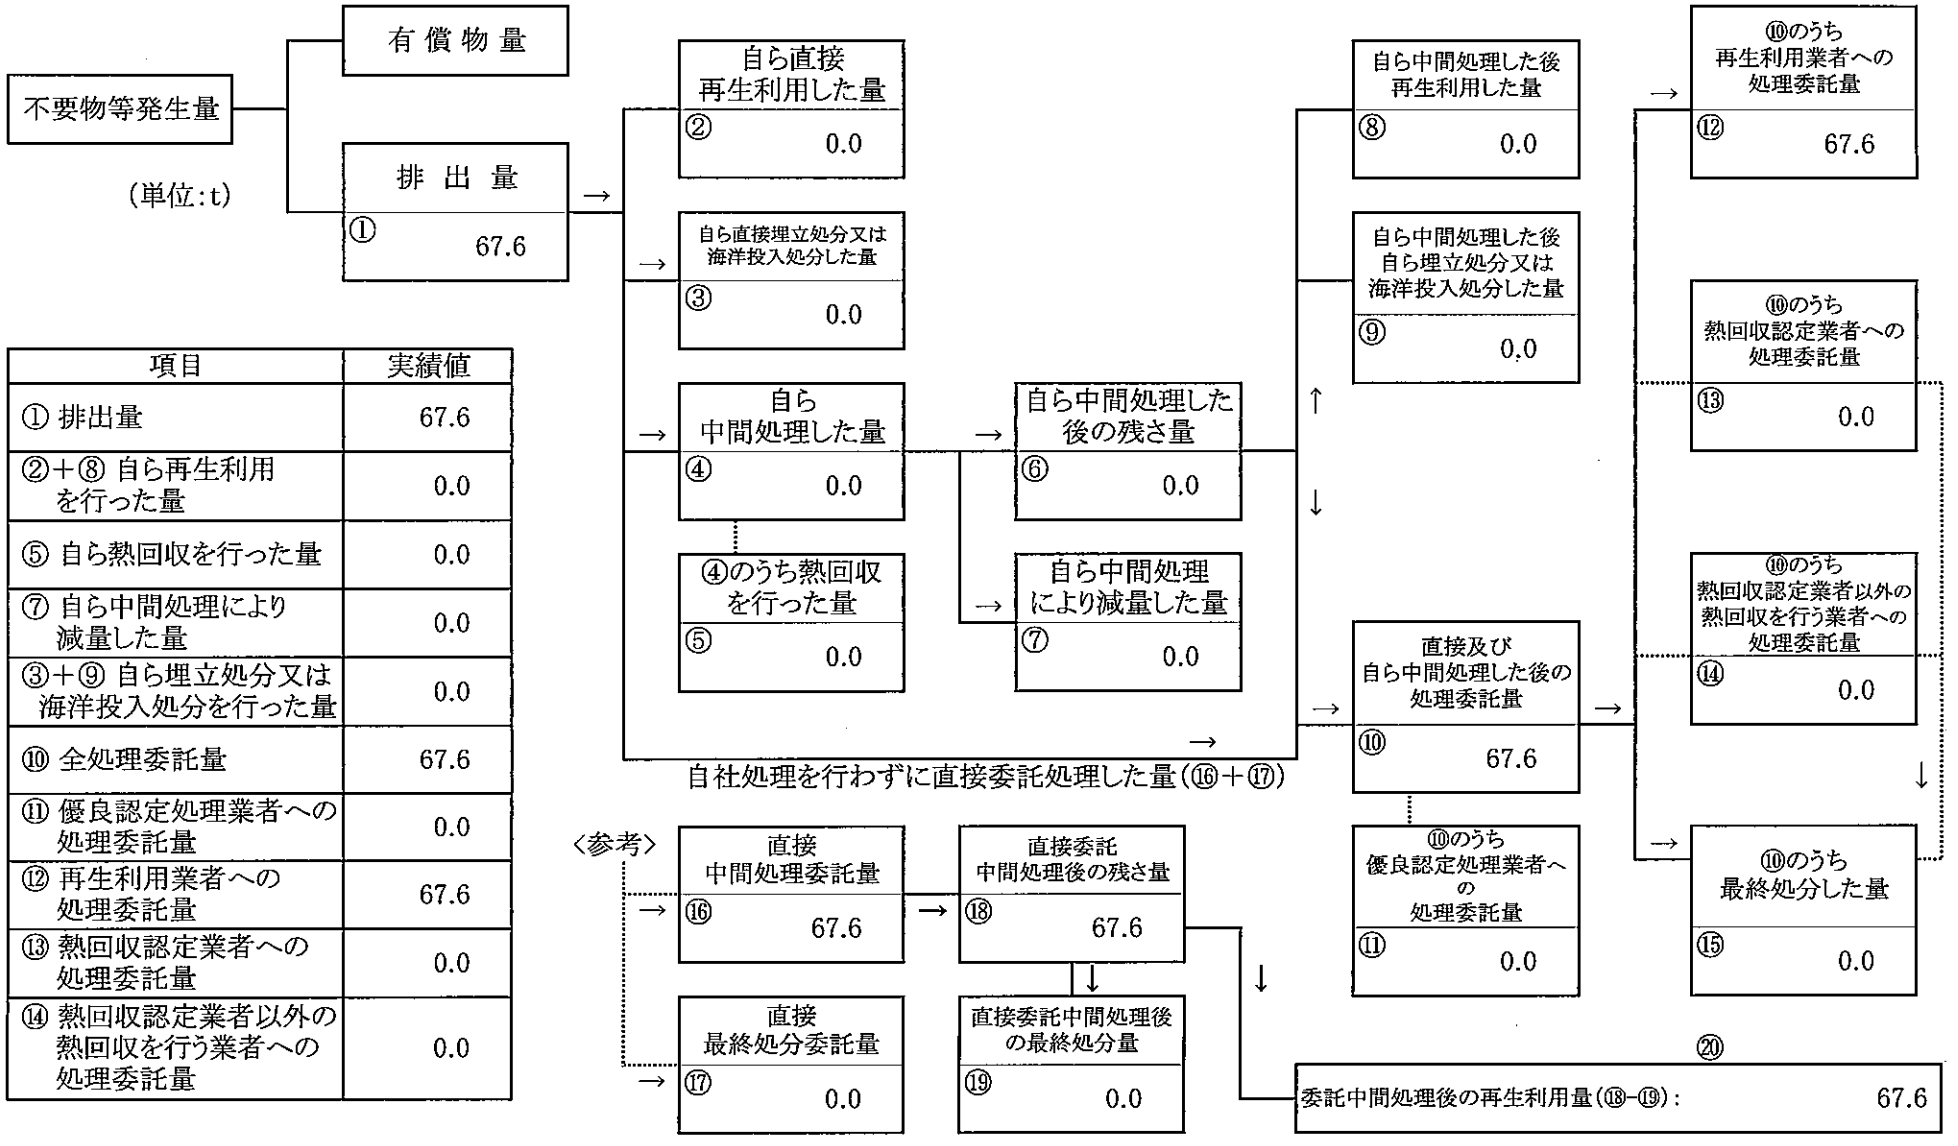 不要物等発生量
(単位:t)
有償物量
排出量
①
67.6
→
自ら直接
再生利用した量
②
0.0
→
自ら直接埋立処分又は
海洋投入処分した量
③
0.0
→
自ら
中間処理した量
④
0.0
④のうち熱回収
を行った量
⑤
0.0
→
自ら中間処理した
後の残さ量
⑥
0.0
→
自ら中間処理
により減量した量
⑦
0.0
↑
↓
自ら中間処理した後
再生利用した量
⑧
0.0
自ら中間処理した後
自ら埋立処分又は
海洋投入処分した量
⑨
0.0
→
自社処理を行わずに直接委託処理した量(⑯+⑰)
→
直接及び
自ら中間処理した後の
処理委託量
⑩
67.6
⑩のうち
優良認定処理業者へ
の
処理委託量
⑪
0.0
→
→
⑩のうち
再生利用業者への
処理委託量
⑫
67.6
⑩のうち
熱回収認定業者への
処理委託量
⑬
0.0
⑩のうち
熱回収認定業者以外の
熱回収を行う業者への
処理委託量
⑭
0.0
↓
→
⑩のうち
最終処分した量
⑮
0.0
項目 実績値
① 排出量 67.6
②+⑧ 自ら再生利用
を行った量 0.0
⑤ 自ら熱回収を行った量 0.0
⑦ 自ら中間処理により
減量した量 0.0
③+⑨ 自ら埋立処分又は
海洋投入処分を行った量 0.0
⑩ 全処理委託量 67.6
⑪ 優良認定処理業者への
処理委託量 0.0
⑫ 再生利用業者への
処理委託量 67.6
⑬ 熱回収認定業者への
処理委託量 0.0
⑭ 熱回収認定業者以外の
熱回収を行う業者への
処理委託量 0.0
<参考>
→
直接
中間処理委託量
⑯
67.6
→
直接委託
中間処理後の残さ量
⑱
67.6
↓
↓
→
直接
最終処分委託量
⑰
0.0
直接委託中間処理後
の最終処分量
⑲
0.0
⑳
委託中間処理後の再生利用量(⑱-⑲): 67.6